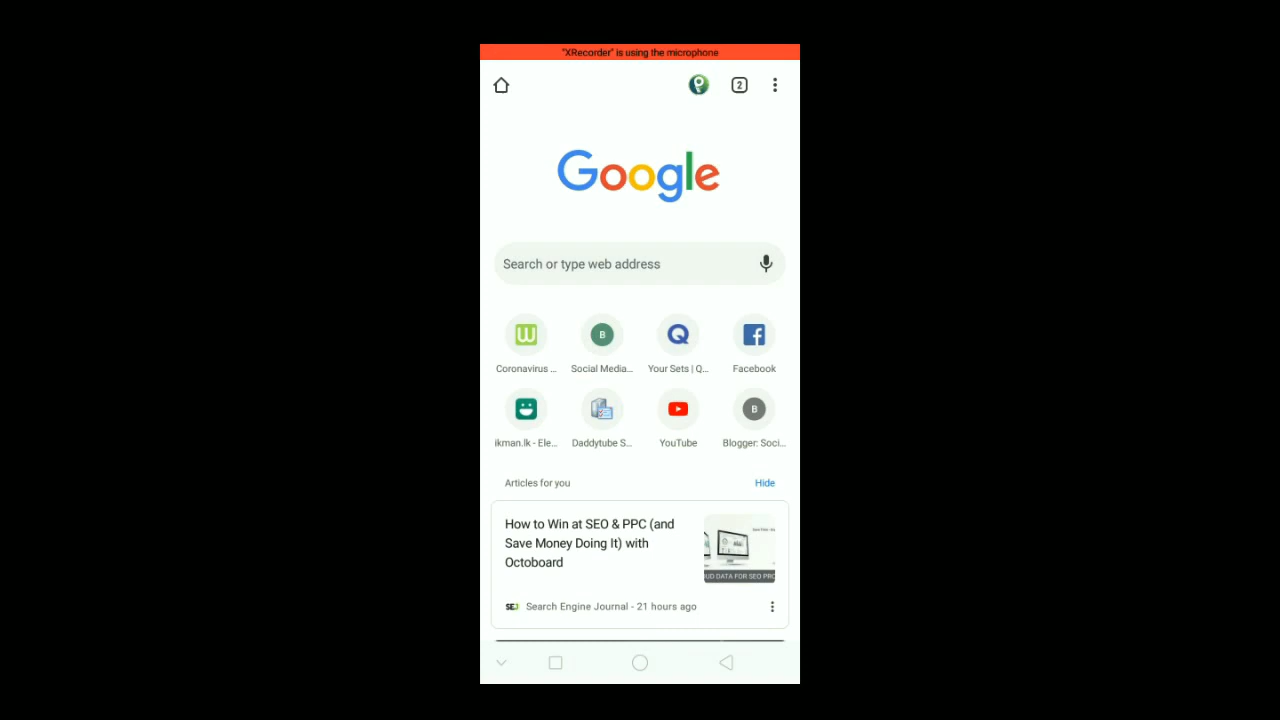 "XRecorder" is using the microphone
2
Google
Search or type web address
Coronavirus ...
Social Media...
Your Sets | Q...
Facebook
ikman.lk - Ele...
Daddytube S...
YouTube
Blogger: Soci...
Articles for you
Hide
How to Win at SEO & PPC (and
Save Money Doing It) with
Octoboard
SEJ Search Engine Journal - 21 hours ago